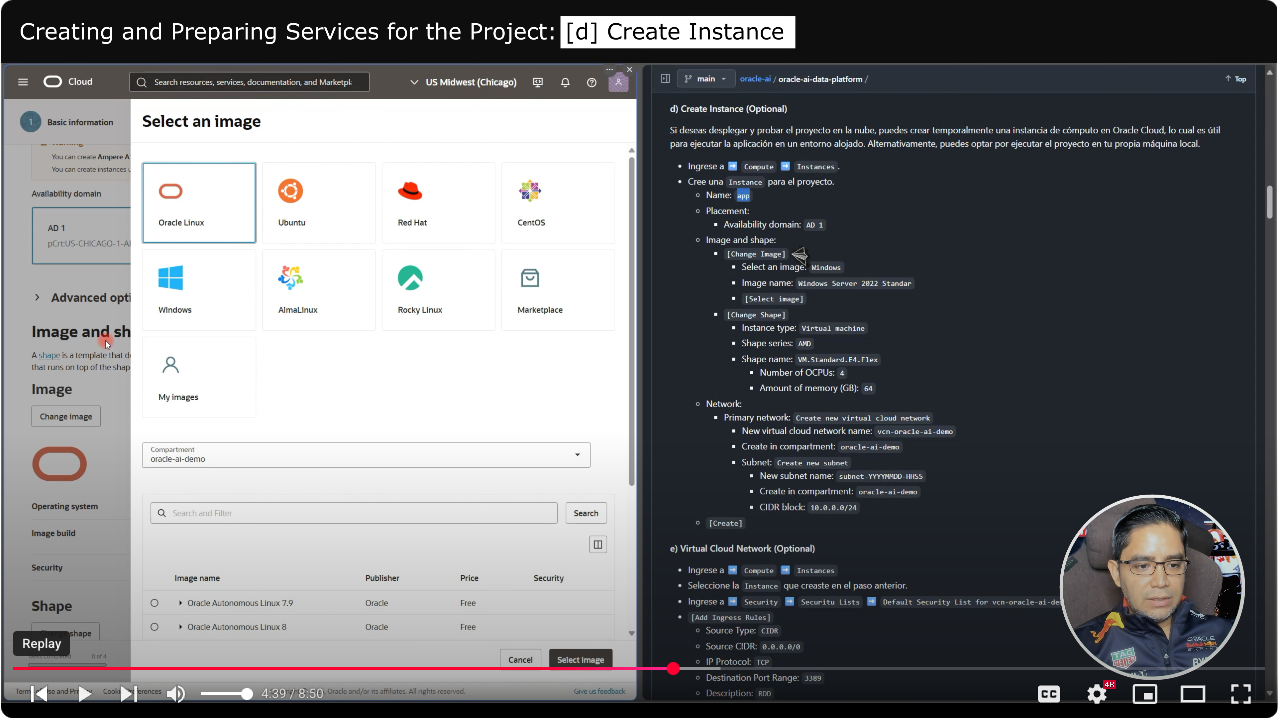 Creating and Preparing Services for the Project: [d] Create Instance
Cloud
Search resources, services, documentation, and Marketpl
US Midwest (Chicago)
1
Basic information
You can create Ampere A
You can create instances u
Availability domain
AD 1
pCrt:US-CHICAGO-1-A
Advanced opti
Image and sh
A shape is a template that d
that runs on top of the shap
Image
Change image
Operating system
Image build
Security
Shape
shape
Select an image
Oracle Linux
Ubuntu
Red Hat
CentOS
Windows
AlmaLinux
Rocky Linux
Marketplace
My images
Compartment
oracle-ai-demo
Search and Filter
Search
Image name
Publisher
Price
Security
Oracle Autonomous Linux 7.9
Oracle
Free
Oracle Autonomous Linux 8
Oracle
Free
Cancel
Select image
Oracle and/or its affiliates. All rights reserved.
Give us feedback
main
oracle-ai / oracle-ai-data-platform /
Top
d) Create Instance (Optional)
Si deseas desplegar y probar el proyecto en la nube, puedes crear temporalmente una instancia de cómputo en Oracle Cloud, lo cual es útil
para ejecutar la aplicación en un entorno alojado. Alternativamente, puedes optar por ejecutar el proyecto en tu propia máquina local.
Ingrese a ➡ Compute ➡ Instances .
Cree una Instance para el proyecto.
Name: app
Placement:
Availability domain: AD 1
Image and shape:
[Change Image]
Select an image: Windows
Image name: Windows Server 2022 Standar
[Select image]
[Change Shape]
Instance type: Virtual machine
Shape series: AMD
Shape name: VM.Standard.E4.Flex
Number of OCPUs: 4
Amount of memory (GB): 64
Network:
Primary network: Create new virtual cloud network
New virtual cloud network name: vcn-oracle-ai-demo
Create in compartment: oracle-ai-demo
Subnet: Create new subnet
New subnet name: subnet-YYYYMMDD-HHSS
Create in compartment: oracle-ai-demo
CIDR block: 10.0.0.0/24
[Create]
e) Virtual Cloud Network (Optional)
Ingrese a ➡ Compute ➡ Instances
Seleccione la Instance que creaste en el paso anterior.
Ingrese a ➡ Security ➡ Securitu Lists ➡ Default Security List for vcn-oracle-ai-de
[Add Ingress Rules]
Source Type: CIDR
Source CIDR: 0.0.0.0/0
IP Protocol: TCP
Destination Port Range: 3389
Description: RDD
Replay
4:39 / 8:50
CC
4K